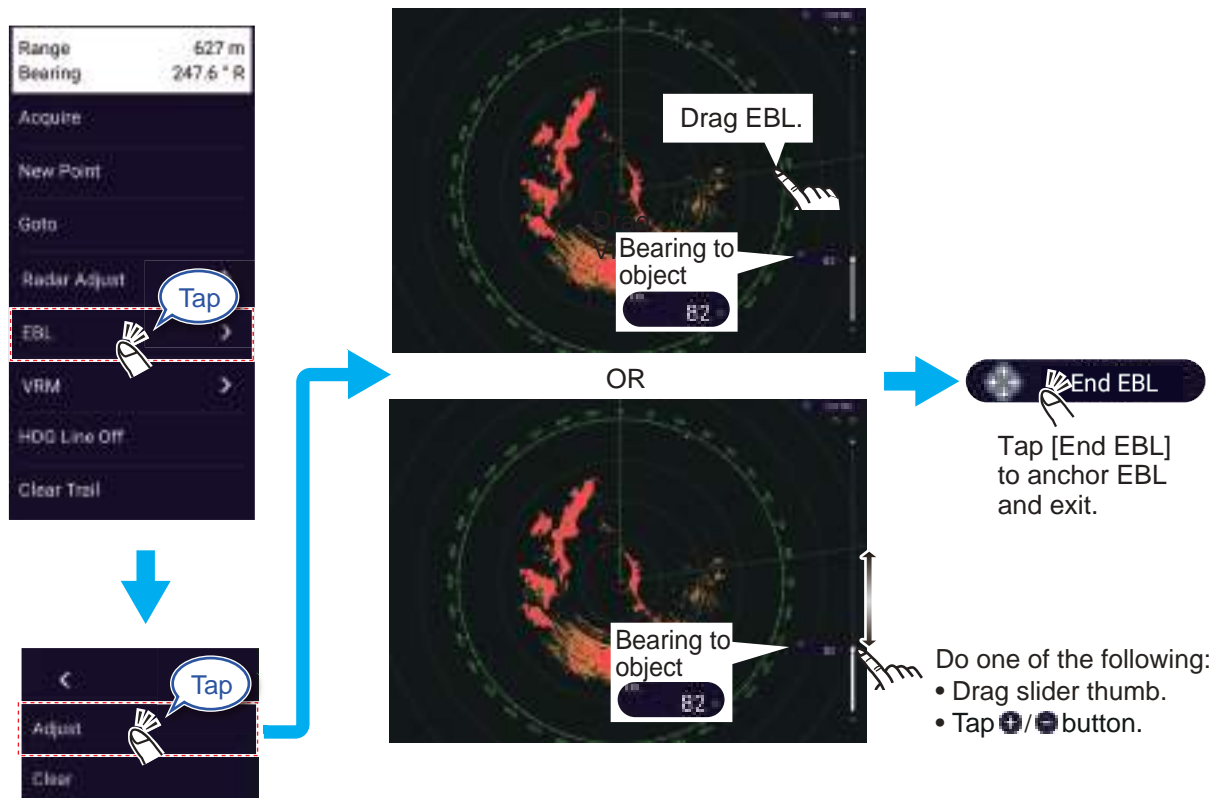 Range 627 m
Bearing 247.6 ° R
Acquire
New Point
Goto
Radar Adjust
Tap
EBL
VRM
HDG Line Off
Clear Trail
Tap
Adjust
Clear
Drag EBL.
Bearing to
object
EBL
82
OR
Bearing to
object
EBL
82
Do one of the following:
• Drag slider thumb.
• Tap +/- button.
End EBL
Tap [End EBL]
to anchor EBL
and exit.